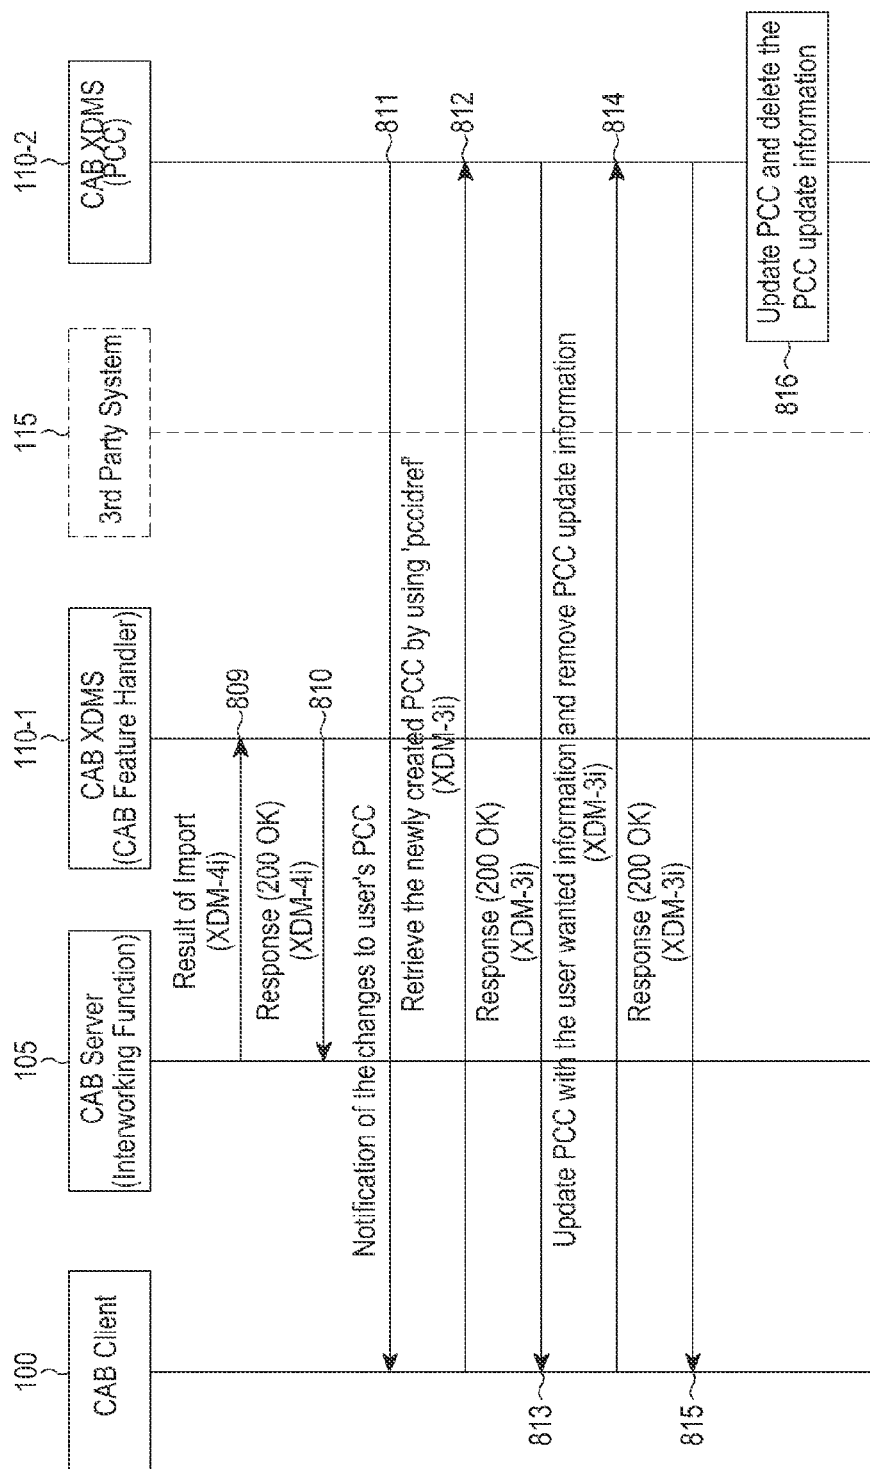 100
CAB Client
105
CAB Server
(Interworking Function)
110-1
CAB XDMS
(CAB Feature Handler)
115
3rd Party System
110-2
CAB XDMS
(PCC)
Result of Import
(XDM-4i)
809
Response (200 OK)
(XDM-4i)
810
Notification of the changes to user's PCC
811
Retrieve the newly created PCC by using 'pccidref'
(XDM-3i)
812
Response (200 OK)
(XDM-3i)
813
Update PCC with the user wanted information and remove PCC update information
(XDM-3i)
814
Response (200 OK)
(XDM-3i)
815
816
Update PCC and delete the
PCC update information